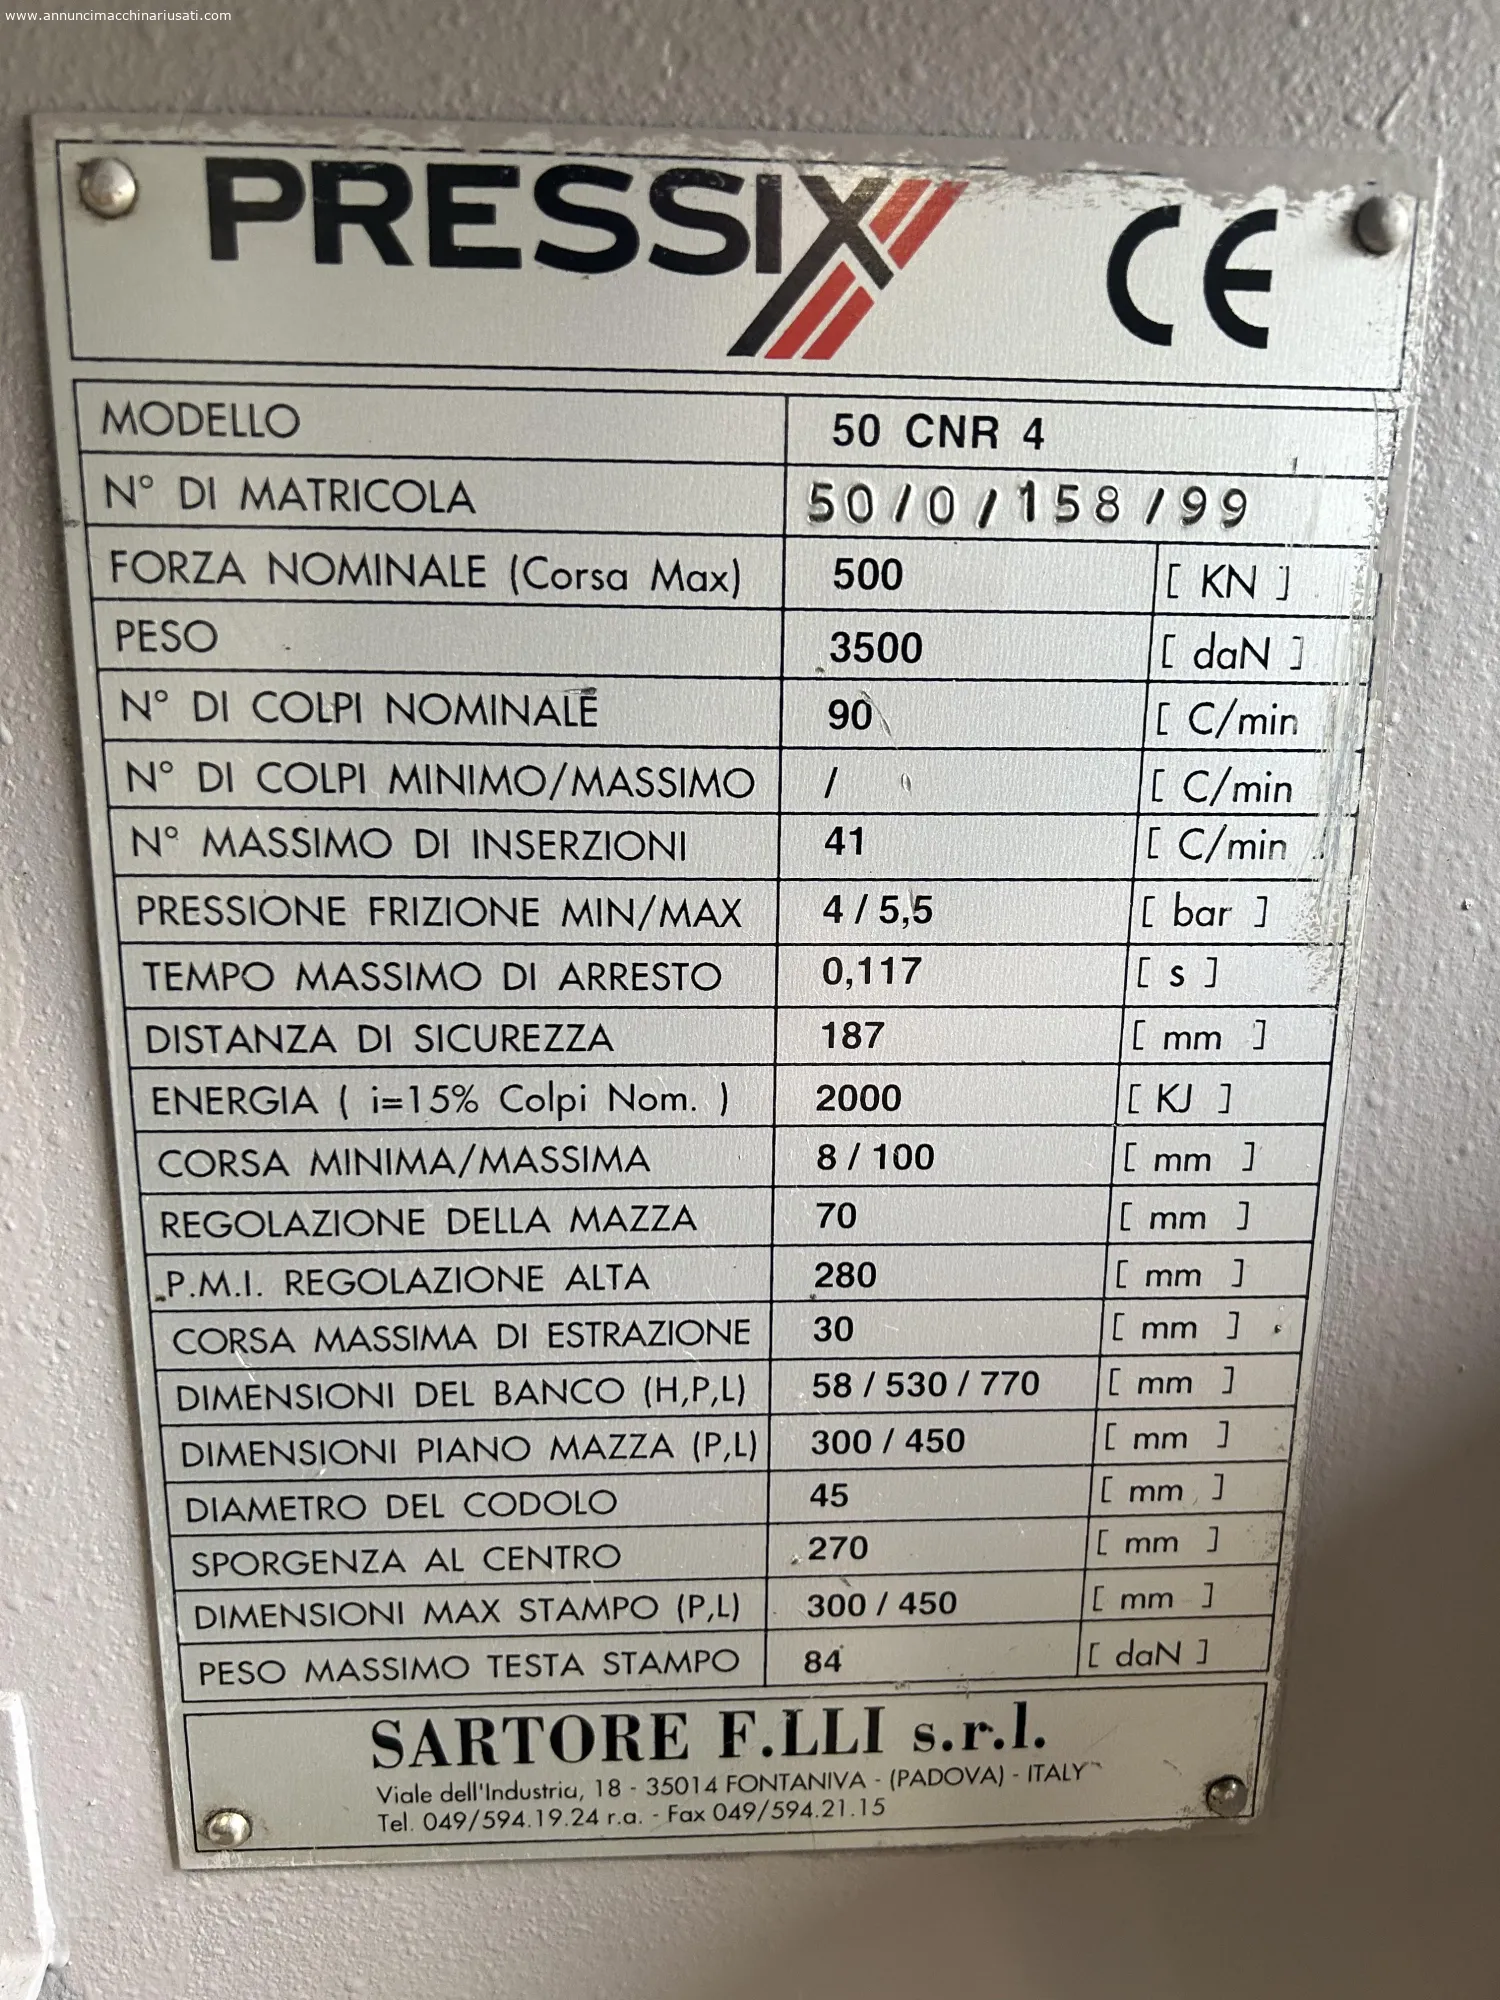 www.annuncimacchinariusati.com
PRESSIX CE
MODELLO 50 CNR 4
N° DI MATRICOLA 50/0/158/99
FORZA NOMINALE (Corsa Max) 500 [ KN ]
PESO 3500 [ daN ]
N° DI COLPI NOMINALE 90 [ C/min
N° DI COLPI MINIMO/MASSIMO / [ C/min
N° MASSIMO DI INSERZIONI 41 [ C/min
PRESSIONE FRIZIONE MIN/MAX 4 / 5,5 [ bar ]
TEMPO MASSIMO DI ARRESTO 0,117 [ s ]
DISTANZA DI SICUREZZA 187 [ mm ]
ENERGIA ( i=15% Colpi Nom. ) 2000 [ KJ ]
CORSA MINIMA/MASSIMA 8 / 100 [ mm ]
REGOLAZIONE DELLA MAZZA 70 [ mm ]
P.M.I. REGOLAZIONE ALTA 280 [ mm ]
CORSA MASSIMA DI ESTRAZIONE 30 [ mm ]
DIMENSIONI DEL BANCO (H,P,L) 58 / 530 / 770 [ mm ]
DIMENSIONI PIANO MAZZA (P,L) 300 / 450 [ mm ]
DIAMETRO DEL CODOLO 45 [ mm ]
SPORGENZA AL CENTRO 270 [ mm ]
DIMENSIONI MAX STAMPO (P,L) 300 / 450 [ mm ]
PESO MASSIMO TESTA STAMPO 84 [ daN ]
SARTORE F.LLI s.r.l.
Viale dell'Industria, 18 - 35014 FONTANIVA - (PADOVA) - ITALY
Tel. 049/594.19.24 r.a. - Fax 049/594.21.15